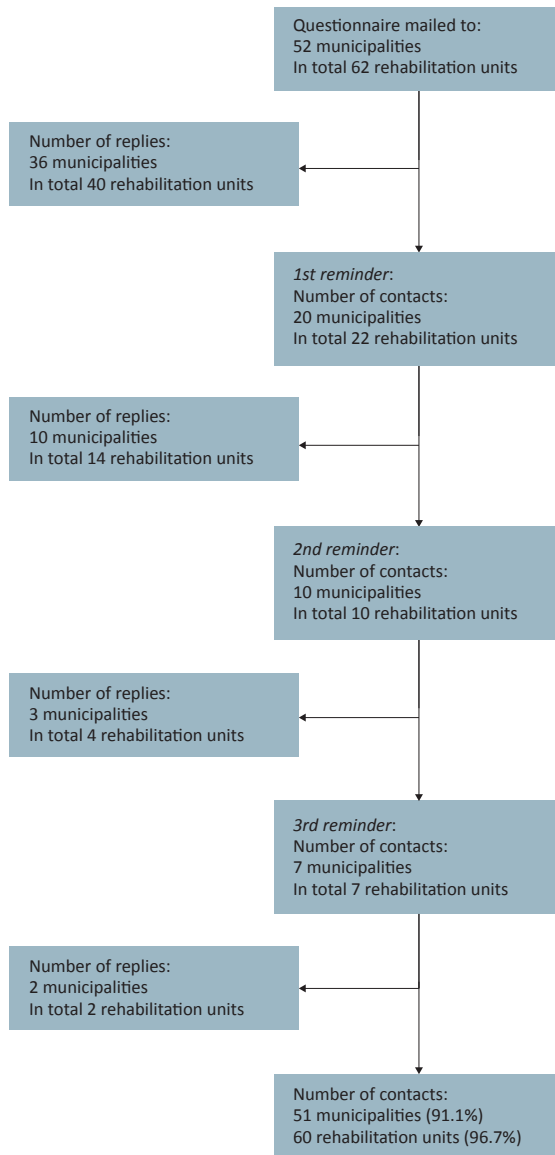 Questionnaire mailed to:
52 municipalities
In total 62 rehabilitation units
Number of replies:
36 municipalities
In total 40 rehabilitation units
1st reminder:
Number of contacts:
20 municipalities
In total 22 rehabilitation units
Number of replies:
10 municipalities
In total 14 rehabilitation units
2nd reminder:
Number of contacts:
10 municipalities
In total 10 rehabilitation units
Number of replies:
3 municipalities
In total 4 rehabilitation units
3rd reminder:
Number of contacts:
7 municipalities
In total 7 rehabilitation units
Number of replies:
2 municipalities
In total 2 rehabilitation units
Number of contacts:
51 municipalities (91.1%)
60 rehabilitation units (96.7%)